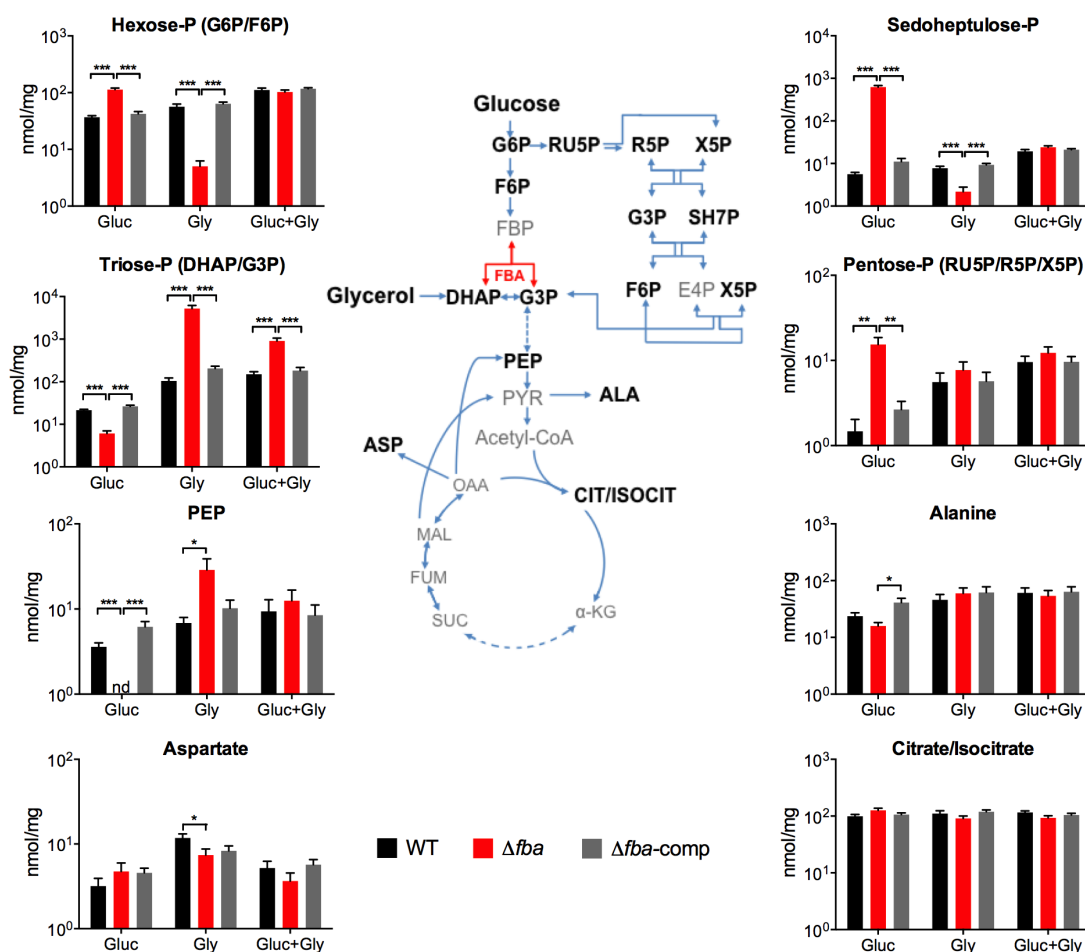 Hexose-P (G6P/F6P)
nmol/mg
10²
10¹
10⁰
*** ***
*** ***
Gluc Gly Gluc+Gly
Triose-P (DHAP/G3P)
nmol/mg
10⁴
10³
10²
10¹
10⁰
*** ***
*** ***
*** ***
Gluc Gly Gluc+Gly
PEP
nmol/mg
10²
10¹
10⁰
*** ***
nd
*
Gluc Gly Gluc+Gly
Aspartate
nmol/mg
10²
10¹
10⁰
*
Gluc Gly Gluc+Gly
Glucose
G6P RU5P R5P X5P
F6P
FBP
G3P SH7P
FBA
Glycerol DHAP G3P
F6P E4P X5P
PEP
PYR ALA
Acetyl-CoA
ASP
OAA
CIT/ISOCIT
MAL
FUM
SUC
α-KG
WT Δfba Δfba-comp
Sedoheptulose-P
nmol/mg
10⁴
10³
10²
10¹
10⁰
*** ***
*** ***
Gluc Gly Gluc+Gly
Pentose-P (RU5P/R5P/X5P)
nmol/mg
10²
10¹
10⁰
** **
Gluc Gly Gluc+Gly
Alanine
nmol/mg
10³
10²
10¹
10⁰
*
Gluc Gly Gluc+Gly
Citrate/Isocitrate
nmol/mg
10³
10²
10¹
10⁰
Gluc Gly Gluc+Gly